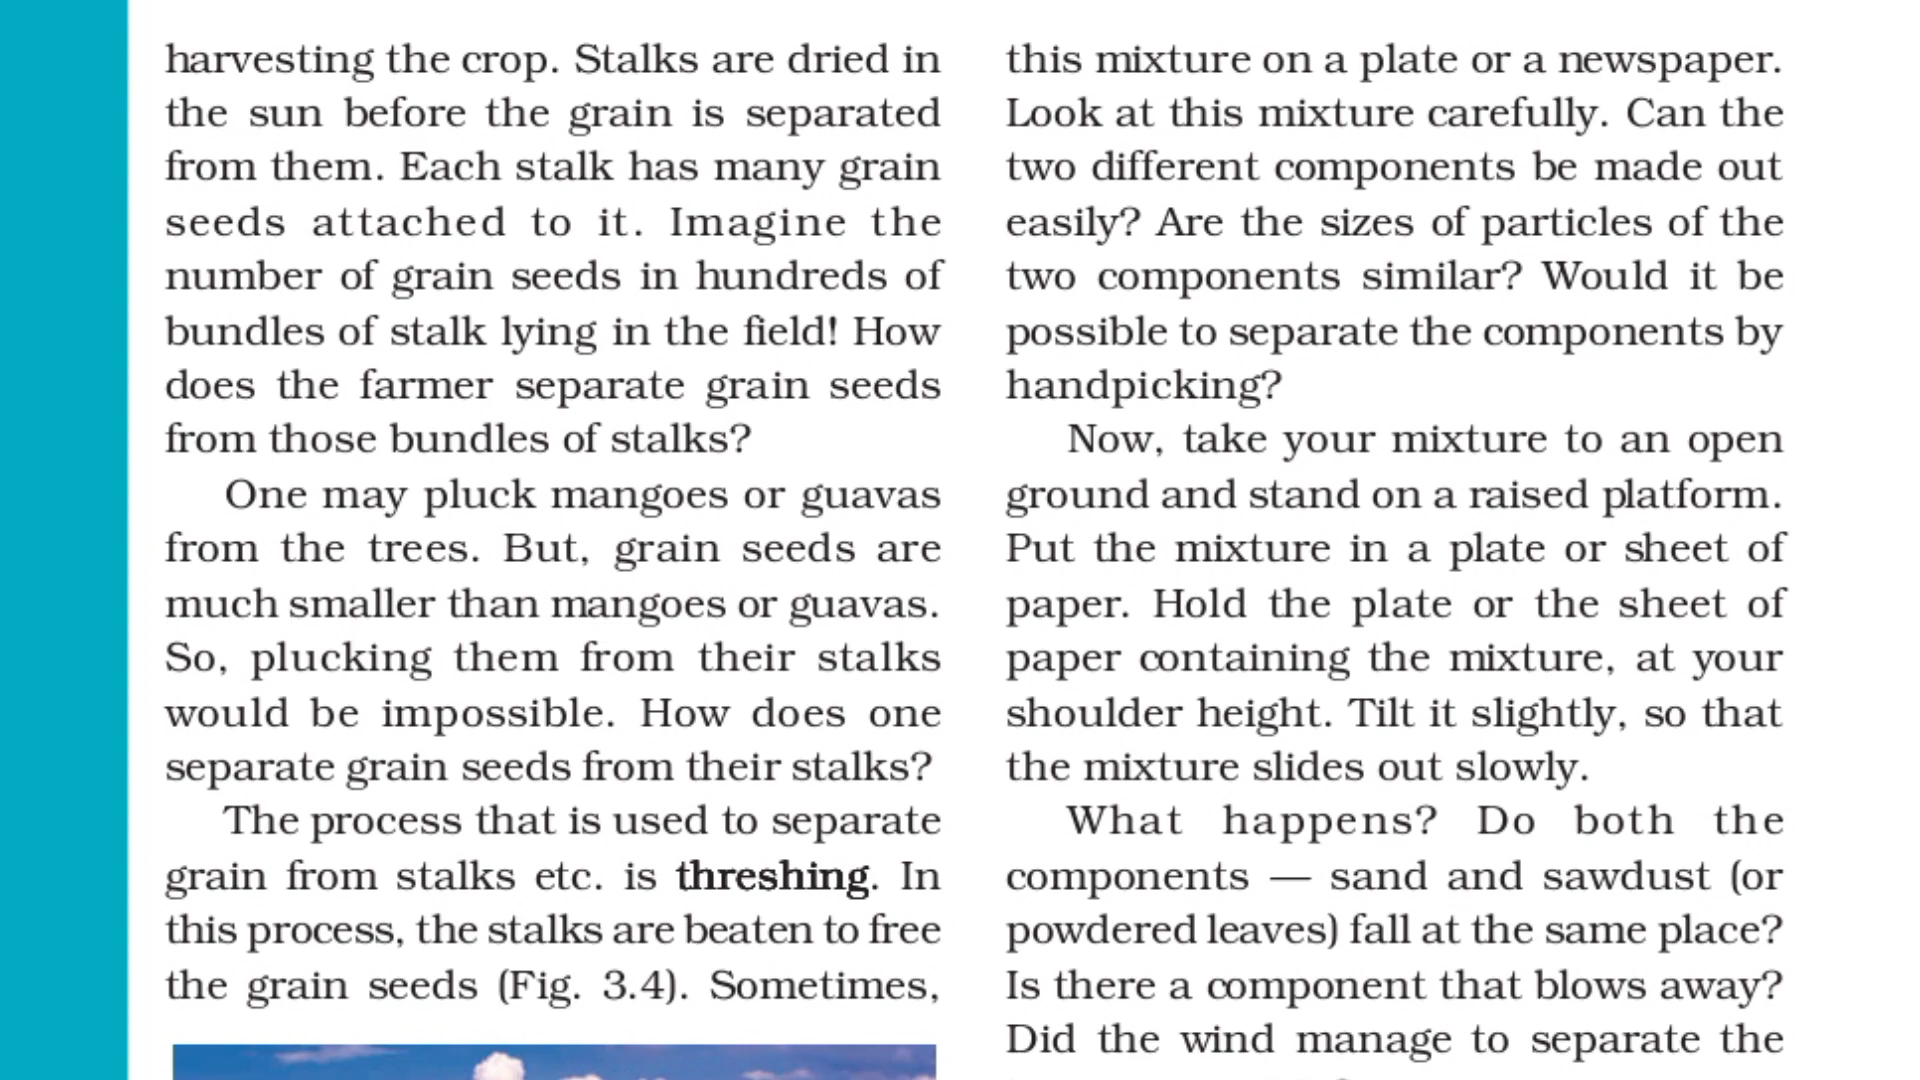 harvesting the crop. Stalks are dried in
the sun before the grain is separated
from them. Each stalk has many grain
seeds attached to it. Imagine the
number of grain seeds in hundreds of
bundles of stalk lying in the field! How
does the farmer separate grain seeds
from those bundles of stalks?
One may pluck mangoes or guavas
from the trees. But, grain seeds are
much smaller than mangoes or guavas.
So, plucking them from their stalks
would be impossible. How does one
separate grain seeds from their stalks?
The process that is used to separate
grain from stalks etc. is threshing. In
this process, the stalks are beaten to free
the grain seeds (Fig. 3.4). Sometimes,
this mixture on a plate or a newspaper.
Look at this mixture carefully. Can the
two different components be made out
easily? Are the sizes of particles of the
two components similar? Would it be
possible to separate the components by
handpicking?
Now, take your mixture to an open
ground and stand on a raised platform.
Put the mixture in a plate or sheet of
paper. Hold the plate or the sheet of
paper containing the mixture, at your
shoulder height. Tilt it slightly, so that
the mixture slides out slowly.
What happens? Do both the
components — sand and sawdust (or
powdered leaves) fall at the same place?
Is there a component that blows away?
Did the wind manage to separate the